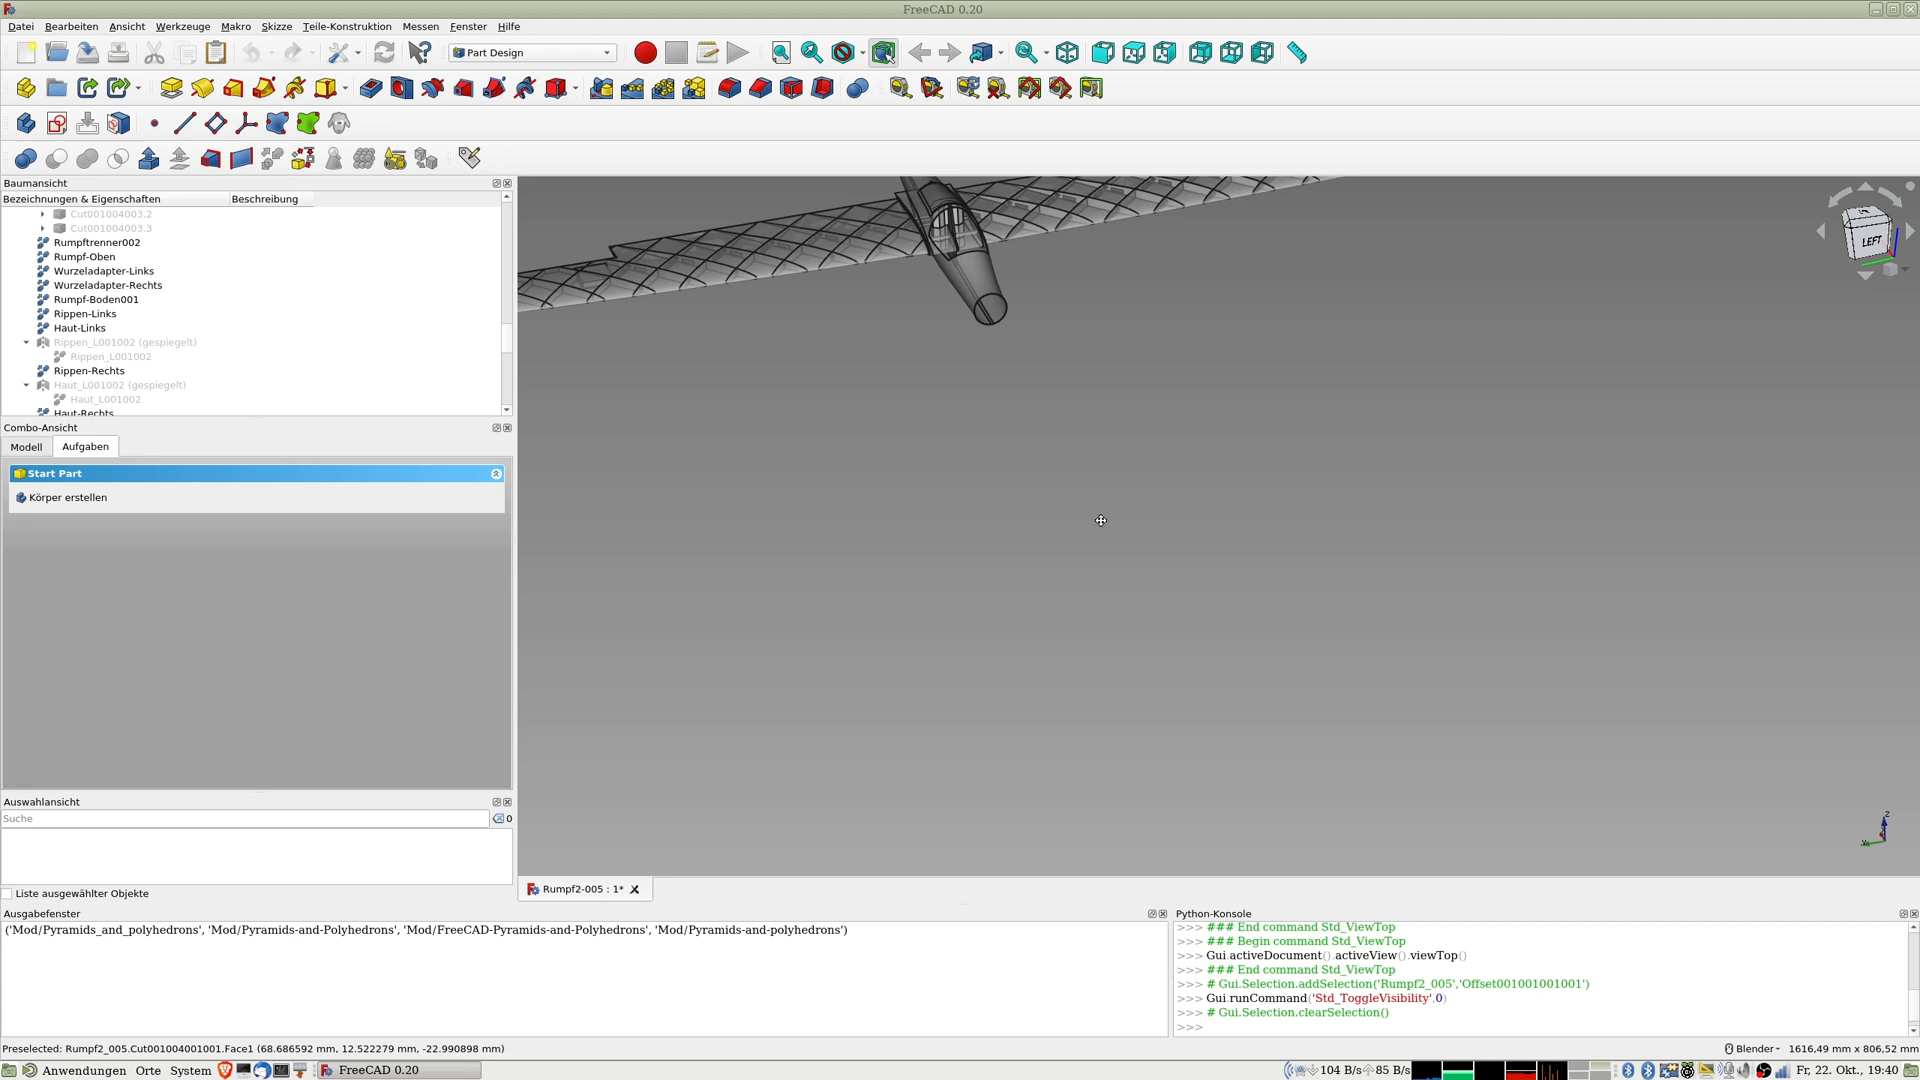 FreeCAD 0.20
Datei Bearbeiten Ansicht Werkzeuge Makro Skizze Teile-Konstruktion Messen Fenster Hilfe
Part Design
Baumansicht
Bezeichnungen & Eigenschaften Beschreibung
Cut001004003.2
Cut001004003.3
Rumpftrenner002
Rumpf-Oben
Wurzeladapter-Links
Wurzeladapter-Rechts
Rumpf-Boden001
Rippen-Links
Haut-Links
Rippen_L001002 (gespiegelt)
Rippen_L001002
Rippen-Rechts
Haut_L001002 (gespiegelt)
Haut_L001002
Haut-Rechts
Combo-Ansicht
Modell Aufgaben
Start Part
Körper erstellen
LEFT
Z
Auswahlansicht
Suche
0
Liste ausgewählter Objekte
Rumpf2-005 : 1*
Ausgabefenster
('Mod/Pyramids_and_polyhedrons', 'Mod/Pyramids-and-Polyhedrons', 'Mod/FreeCAD-Pyramids-and-Polyhedrons', 'Mod/Pyramids-and-polyhedrons')
Python-Konsole
>>> ### End command Std_ViewTop
>>> ### Begin command Std_ViewTop
>>> Gui.activeDocument().activeView().viewTop()
>>> ### End command Std_ViewTop
>>> # Gui.Selection.addSelection('Rumpf2_005','Offset001001001001')
>>> Gui.runCommand('Std_ToggleVisibility',0)
>>> # Gui.Selection.clearSelection()
>>>
Preselected: Rumpf2_005.Cut001004001001.Face1 (68.686592 mm, 12.522279 mm, -22.990898 mm)
Blender 1616,49 mm x 806,52 mm
Anwendungen Orte System FreeCAD 0.20 104 B/s 85 B/s Fr, 22. Okt., 19:40